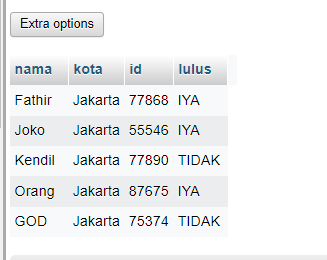 Extra options
nama kota id lulus
Fathir Jakarta 77868 IYA
Joko Jakarta 55546 IYA
Kendil Jakarta 77890 TIDAK
Orang Jakarta 87675 IYA
GOD Jakarta 75374 TIDAK